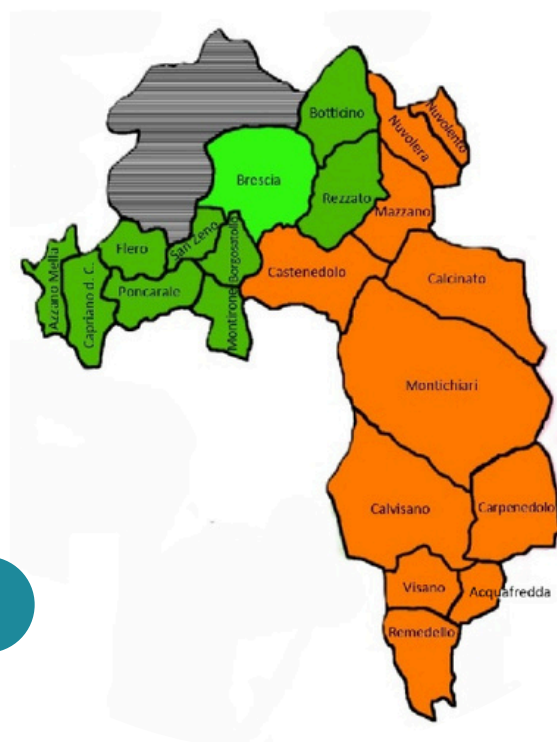 Botticino
Nuvolento
Nuvolera
Brescia
Rezzato
Mazzano
Flero
San Zeno
Borgosatollo
Castenedolo
Calcinato
Azzano Mella
Capriano d. C.
Poncarale
Montirone
Montichiari
Calvisano
Carpenedolo
Visano
Acquafredda
Remedello